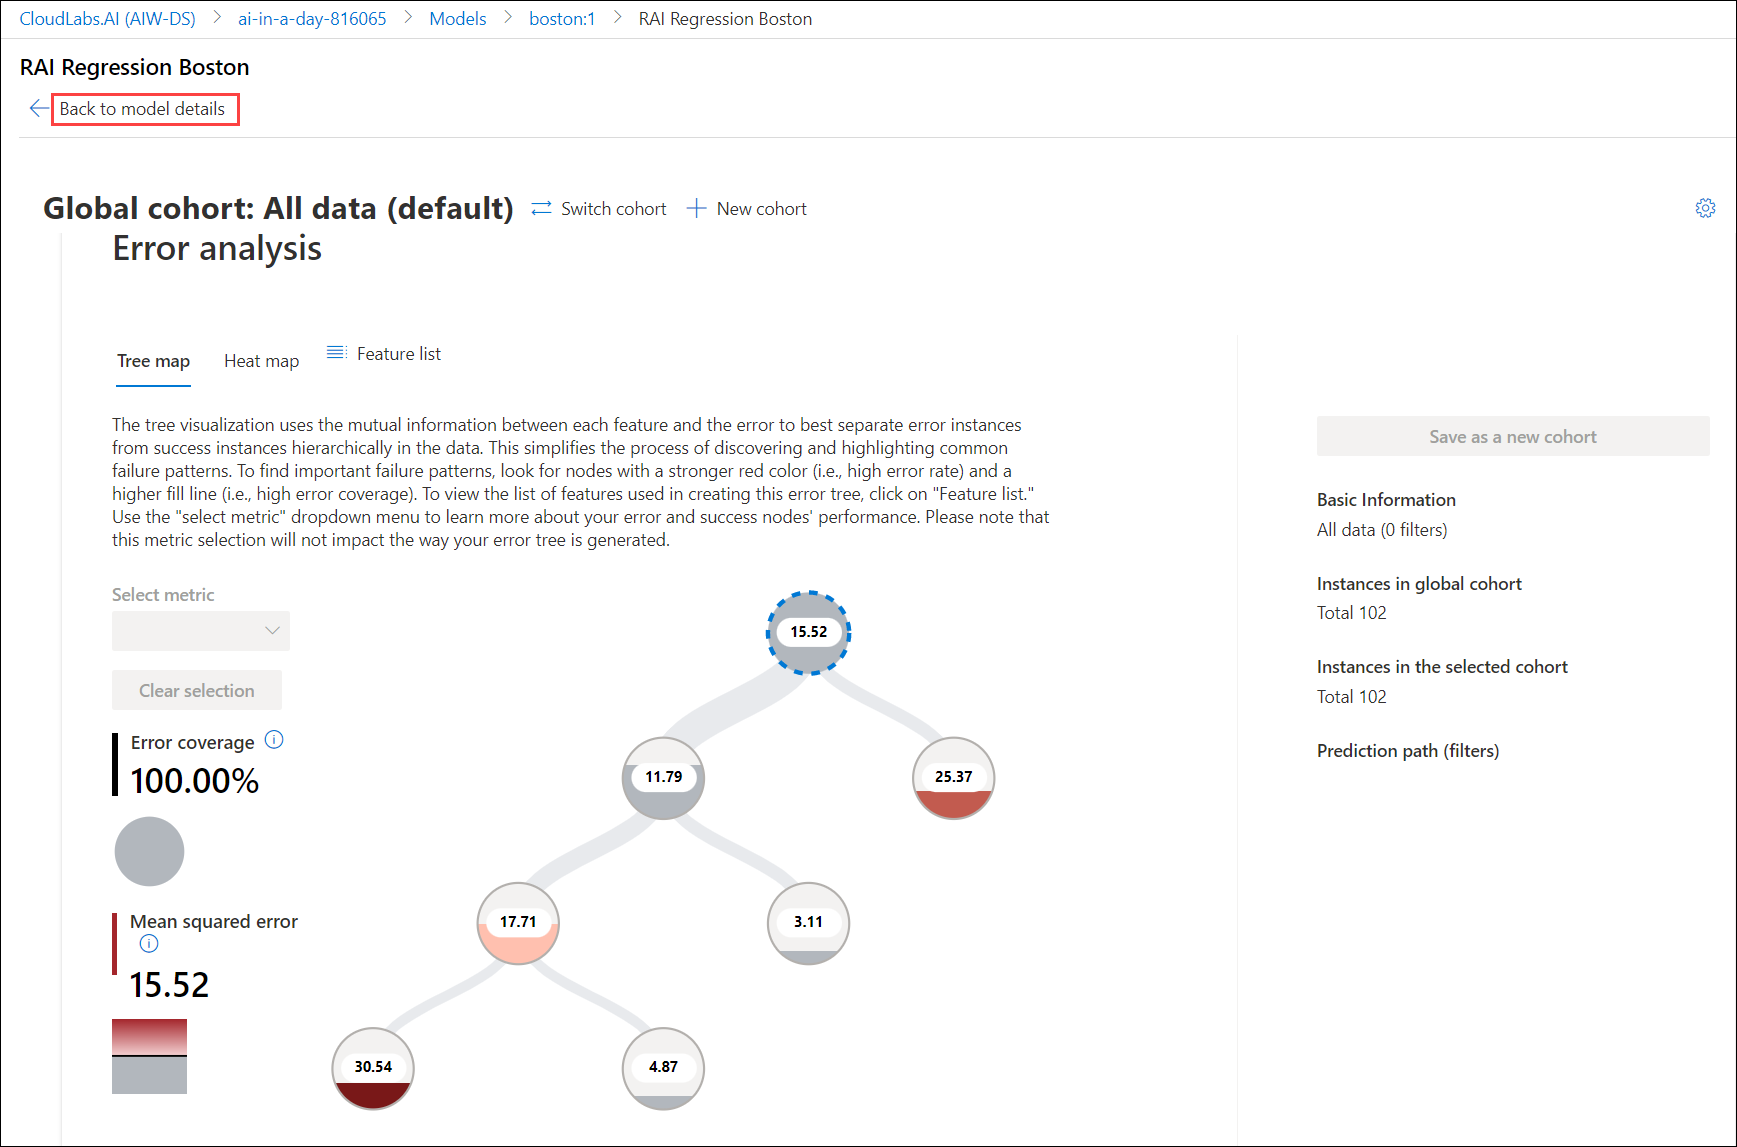 CloudLabs.AI (AIW-DS) > ai-in-a-day-816065 > Models > boston:1 > RAI Regression Boston
RAI Regression Boston
Back to model details
Global cohort: All data (default)
Switch cohort
New cohort
Error analysis
Tree map
Heat map
Feature list
The tree visualization uses the mutual information between each feature and the error to best separate error instances
from success instances hierarchically in the data. This simplifies the process of discovering and highlighting common
failure patterns. To find important failure patterns, look for nodes with a stronger red color (i.e., high error rate) and a
higher fill line (i.e., high error coverage). To view the list of features used in creating this error tree, click on "Feature list."
Use the "select metric" dropdown menu to learn more about your error and success nodes' performance. Please note that
this metric selection will not impact the way your error tree is generated.
Select metric
Clear selection
Error coverage
100.00%
Mean squared error
15.52
15.52
11.79
25.37
17.71
3.11
30.54
4.87
Save as a new cohort
Basic Information
All data (0 filters)
Instances in global cohort
Total 102
Instances in the selected cohort
Total 102
Prediction path (filters)